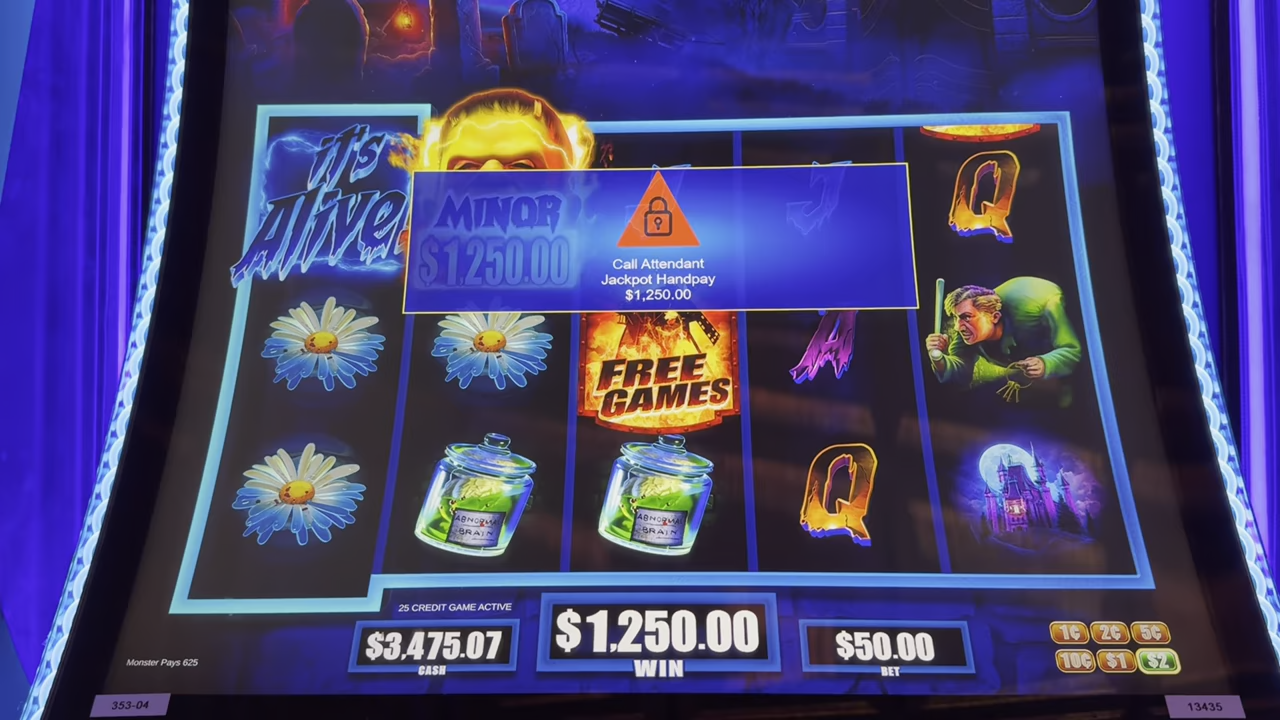 it's
Alive!
MINOR
$1,250.00
Call Attendant
Jackpot Handpay
$1,250.00
J
Q
FREE
GAMES
A
ABNORMAL
BRAIN
ABNORMAL
BRAIN
Q
25 CREDIT GAME ACTIVE
$3,475.07
CASH
$1,250.00
WIN
$50.00
BET
1¢ 2¢ 5¢
10¢ $1 $2
Monster Pays 625
353-04
13435